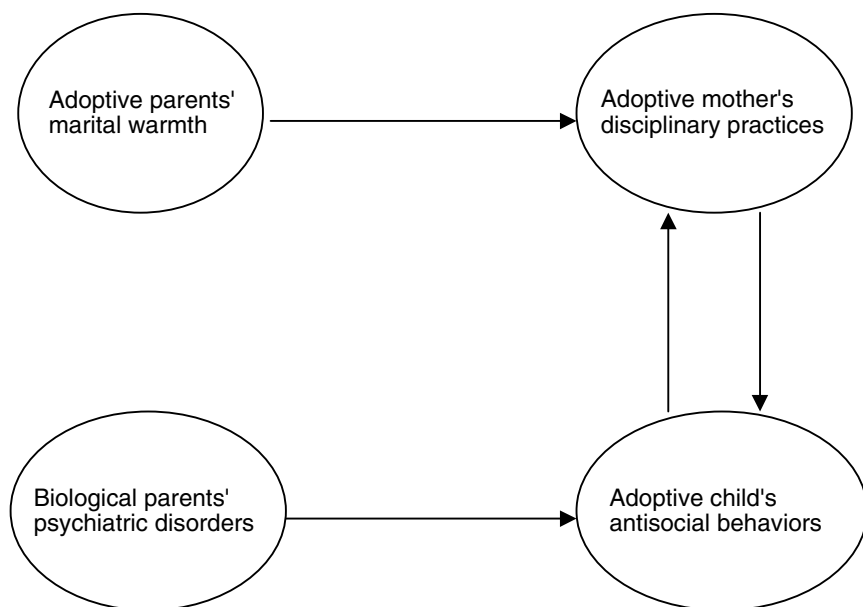 Adoptive parents'
marital warmth
Adoptive mother's
disciplinary practices
Biological parents'
psychiatric disorders
Adoptive child's
antisocial behaviors